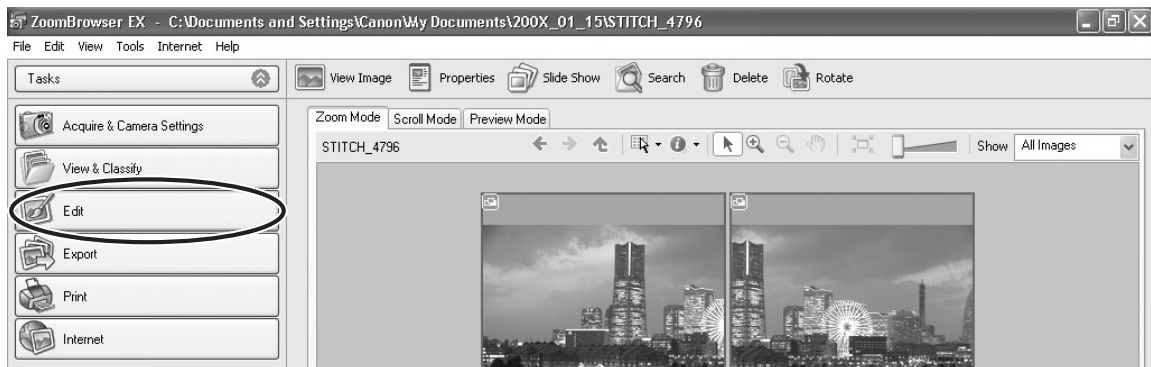 ZoomBrowser EX - C:\Documents and Settings\Canon\My Documents\200X_01_15\STITCH_4796
File Edit View Tools Internet Help
Tasks
View Image Properties Slide Show Search Delete Rotate
Acquire & Camera Settings
View & Classify
Edit
Export
Print
Internet
Zoom Mode Scroll Mode Preview Mode
STITCH_4796 Show All Images